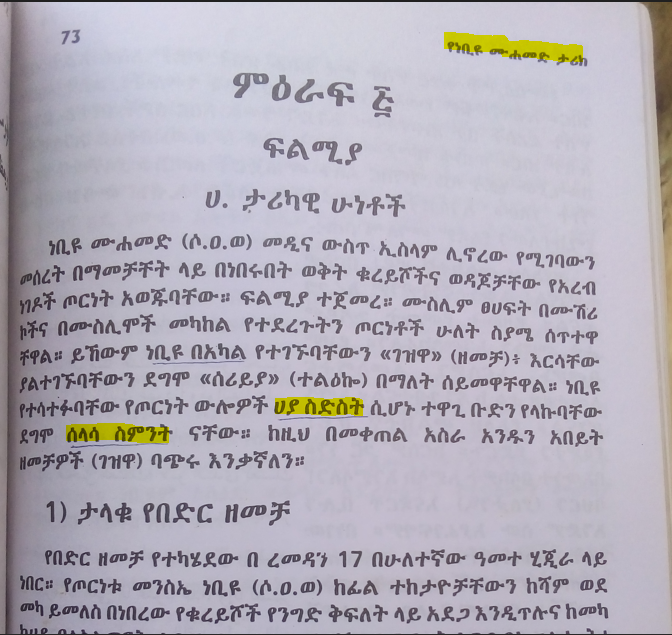 73
የነቢዩ ሙሐመድ ታሪክ
ምዕራፍ ፭
ፍልሚያ
ሀ. ታሪካዊ ሁነቶች
ነቢዩ ሙሐመድ (ሶ.ዐ.ወ) መዲና ውስጥ ኢስላም ሊኖረው የሚገባውን
መሰረት በማመቻቸት ላይ በነበሩበት ወቅት ቁረይሾችና ወዳጆቻቸው የአረብ
ነገዶች ጦርነት አወጁባቸው። ፍልሚያ ተጀመረ። ሙስሊም ፀሀፍት በሙሽሪ
ኮችና በሙስሊሞች መካከል የተደረጉትን ጦርነቶች ሁለት ስያሜ ሰጥተዋ
ቸዋል። ይኸውም ነቢዩ በአካል የተገኙባቸውን «ገዝዋ» (ዘመቻ)፥ እርሳቸው
ያልተገኙባቸውን ደግሞ «ሰሪይያ» (ተልዕኮ) በማለት ሰይመዋቸዋል። ነቢዩ
የተሳተፉባቸው የጦርነት ውሎዎች ሀያ ስድስት ሲሆኑ ተዋጊ ቡድን የላኩባቸው
ደግሞ ሰላሳ ስምንት ናቸው። ከዚህ በመቀጠል አስራ አንዱን አበይት
ዘመቻዎች (ገዝዋ) ባጭሩ እንቃኛለን።
1) ታላቁ የበድር ዘመቻ
የበድር ዘመቻ የተካሄደው በ ረመዳን 17 በሁለተኛው ዓመተ ሂጂራ ላይ
ነበር። የጦርነቱ መንስኤ ነቢዩ (ሶ.ዐ.ወ) ከፊል ተከታዮቻቸውን ከሻም ወደ
መካ ይመለስ በነበረው የቁረይሾች የንግድ ቅፍለት ላይ አደጋ እንዲጥሉና ከመካ